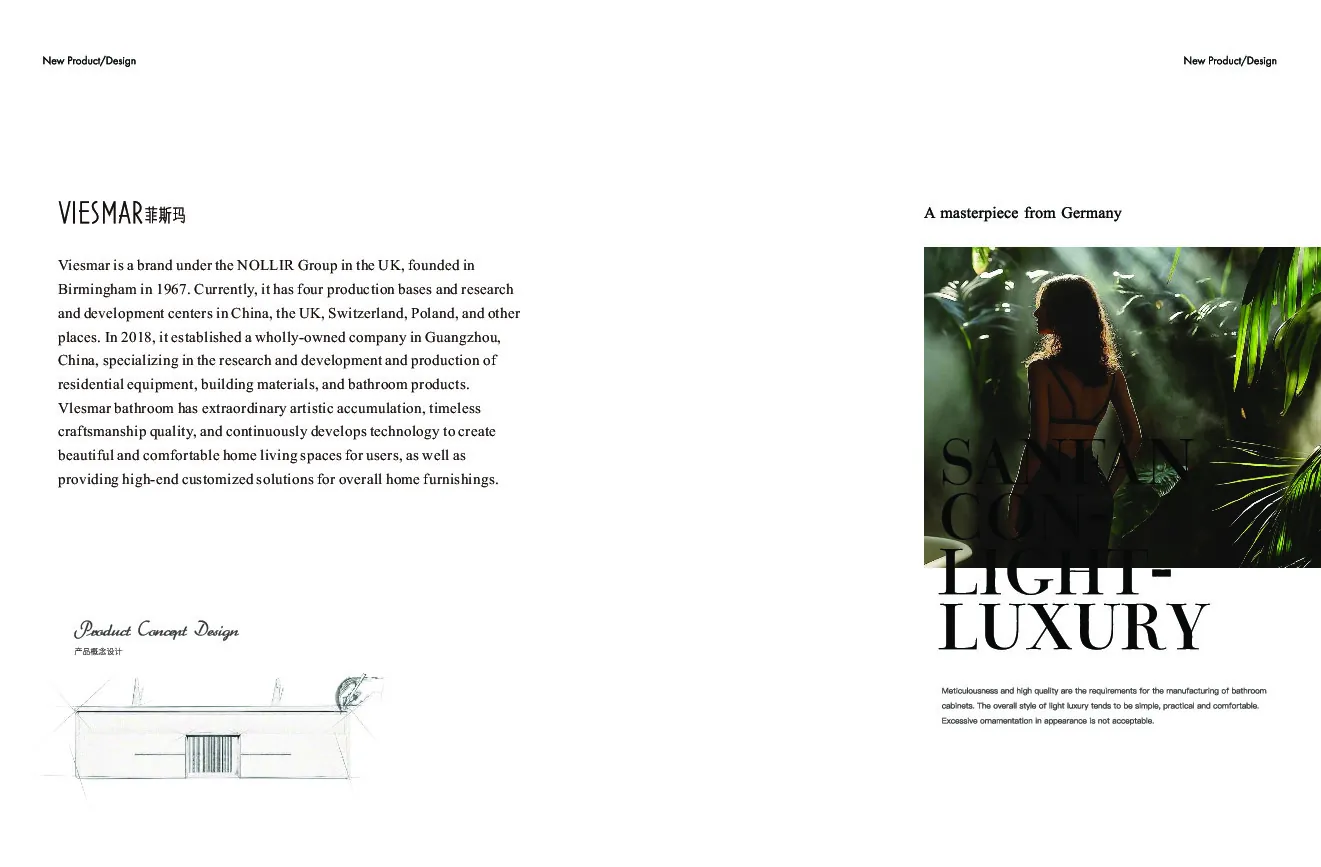 New Product/Design
New Product/Design
VIESMAR菲斯玛
Viesmar is a brand under the NOLLIR Group in the UK, founded in
Birmingham in 1967. Currently, it has four production bases and research
and development centers in China, the UK, Switzerland, Poland, and other
places. In 2018, it established a wholly-owned company in Guangzhou,
China, specializing in the research and development and production of
residential equipment, building materials, and bathroom products.
Vlesmar bathroom has extraordinary artistic accumulation, timeless
craftsmanship quality, and continuously develops technology to create
beautiful and comfortable home living spaces for users, as well as
providing high-end customized solutions for overall home furnishings.
Product Concept Design
产品概念设计
A masterpiece from Germany
SANFAN
CON-
LIGHT-
LUXURY
Meticulousness and high quality are the requirements for the manufacturing of bathroom
cabinets. The overall style of light luxury tends to be simple, practical and comfortable.
Excessive ornamentation in appearance is not acceptable.